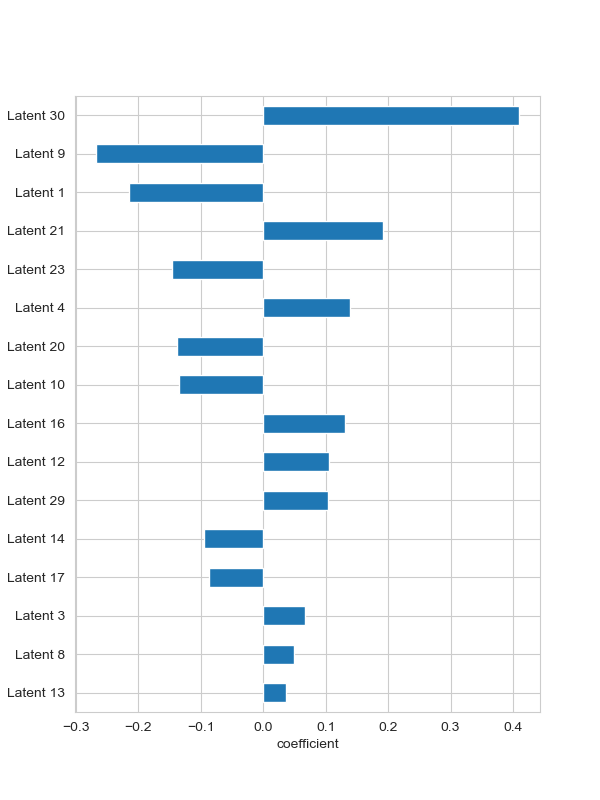 Latent 30
Latent 9
Latent 1
Latent 21
Latent 23
Latent 4
Latent 20
Latent 10
Latent 16
Latent 12
Latent 29
Latent 14
Latent 17
Latent 3
Latent 8
Latent 13
−0.3 −0.2 −0.1 0.0 0.1 0.2 0.3 0.4
coefficient